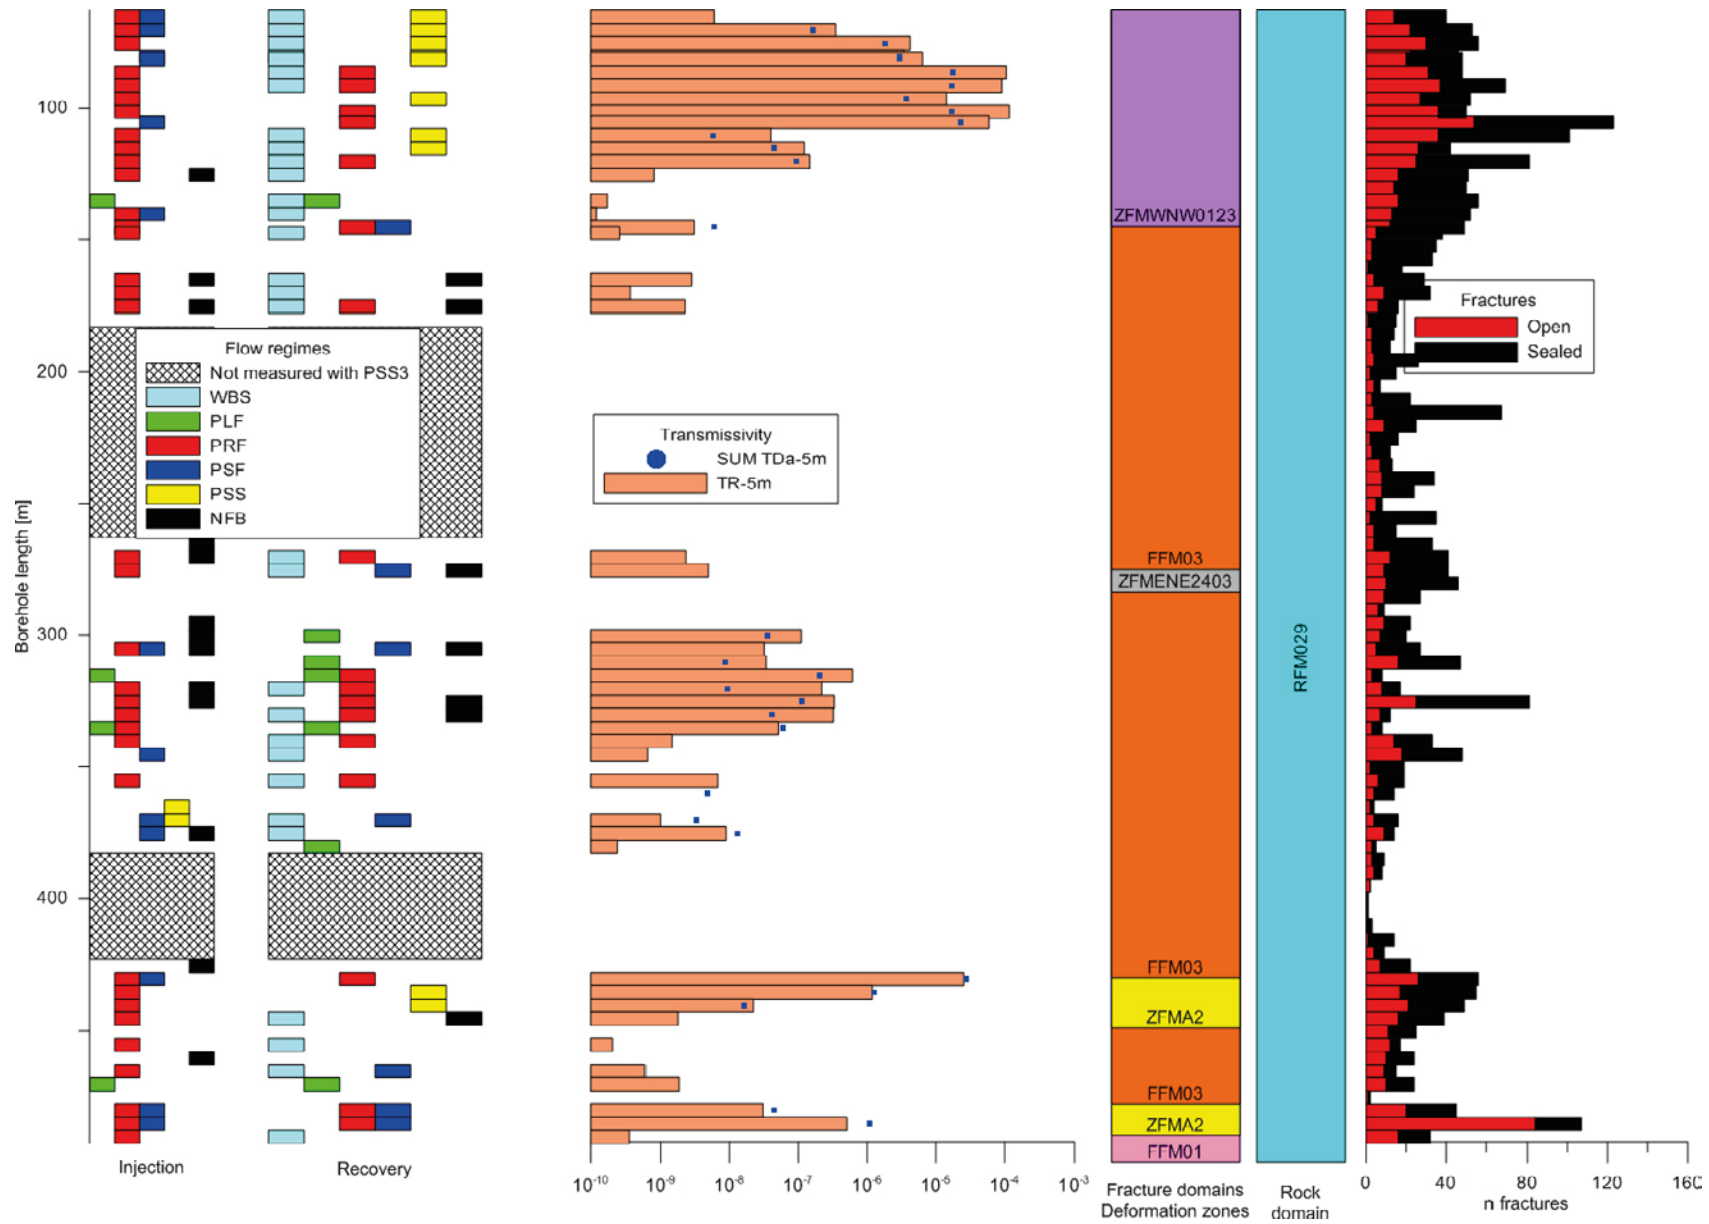 Borehole length [m]
100
200
300
400
Flow regimes
Not measured with PSS3
WBS
PLF
PRF
PSF
PSS
NFB
Injection
Recovery
Transmissivity
SUM TDa-5m
TR-5m
10-10
10-9
10-8
10-7
10-6
10-5
10-4
10-3
ZFMWNW0123
FFM03
ZFMENE2403
FFM03
ZFMA2
FFM03
ZFMA2
FFM01
Fracture domains
Deformation zones
RFM029
Rock
domain
Fractures
Open
Sealed
0
40
80
120
160
n fractures